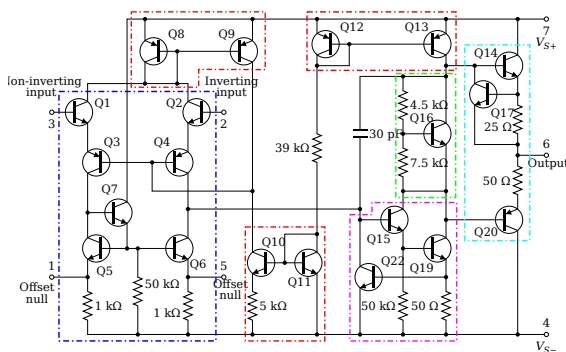 Q8
Q9
Q12
Q13
Q14
7
V_S+
Non-inverting
input
3
Q1
Q2
Inverting
input
2
4.5 kΩ
Q16
7.5 kΩ
Q17
25 Ω
30 pF
39 kΩ
Q3
Q4
6
Output
50 Ω
Q7
Q15
Q20
Q5
Q6
Q10
Q11
Q22
Q19
1
Offset
null
5
Offset
null
1 kΩ
50 kΩ
1 kΩ
5 kΩ
50 kΩ
50 Ω
4
V_S−